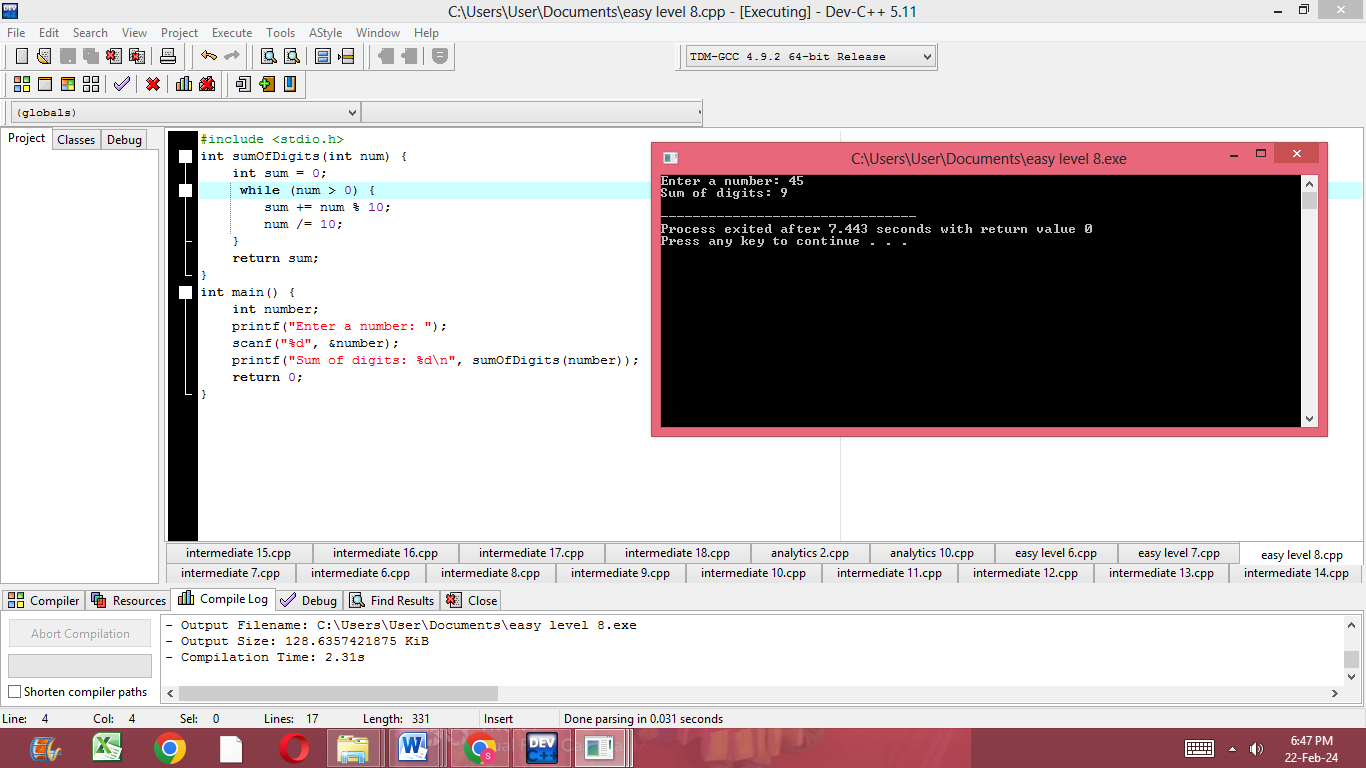 C:\Users\User\Documents\easy level 8.cpp - [Executing] - Dev-C++ 5.11
File Edit Search View Project Execute Tools AStyle Window Help
TDM-GCC 4.9.2 64-bit Release
(globals)
Project Classes Debug
#include <stdio.h>
int sumOfDigits(int num) {
    int sum = 0;
     while (num > 0) {
        sum += num % 10;
        num /= 10;
    }
    return sum;
}
int main() {
    int number;
    printf("Enter a number: ");
    scanf("%d", &number);
    printf("Sum of digits: %d\n", sumOfDigits(number));
    return 0;
}
C:\Users\User\Documents\easy level 8.exe
Enter a number: 45
Sum of digits: 9
--------------------------------
Process exited after 7.443 seconds with return value 0
Press any key to continue . . .
intermediate 15.cpp intermediate 16.cpp intermediate 17.cpp intermediate 18.cpp analytics 2.cpp analytics 10.cpp easy level 6.cpp easy level 7.cpp easy level 8.cpp
intermediate 7.cpp intermediate 6.cpp intermediate 8.cpp intermediate 9.cpp intermediate 10.cpp intermediate 11.cpp intermediate 12.cpp intermediate 13.cpp intermediate 14.cpp
Compiler Resources Compile Log Debug Find Results Close
Abort Compilation
Shorten compiler paths
- Output Filename: C:\Users\User\Documents\easy level 8.exe
- Output Size: 128.6357421875 KiB
- Compilation Time: 2.31s
Line: 4 Col: 4 Sel: 0 Lines: 17 Length: 331 Insert Done parsing in 0.031 seconds
DEV C++
6:47 PM
22-Feb-24